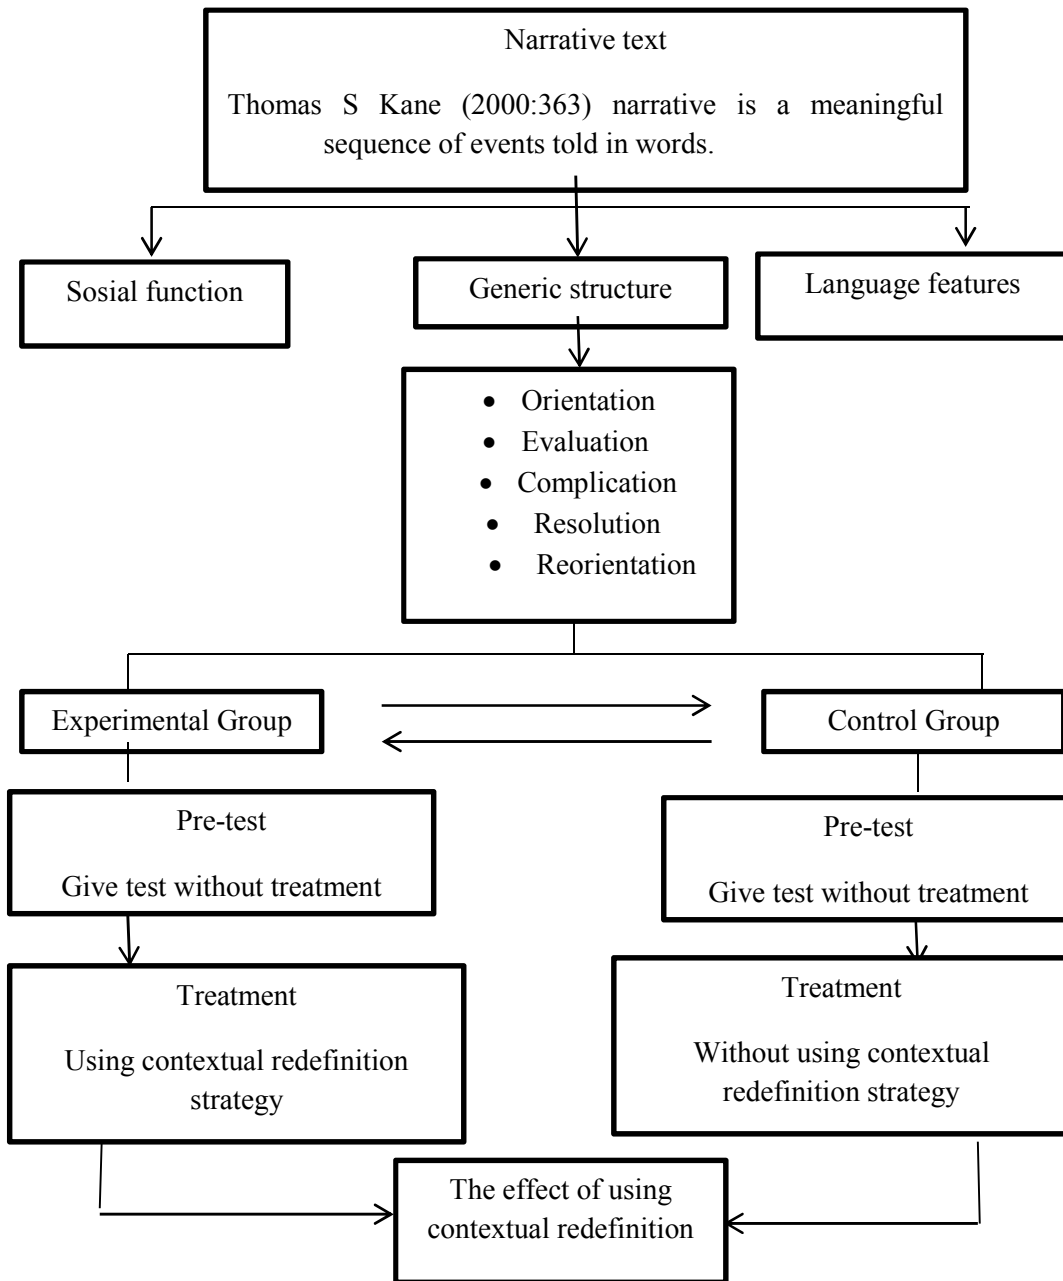 Narrative text
Thomas S Kane (2000:363) narrative is a meaningful
sequence of events told in words.
Sosial function
Generic structure
Language features
• Orientation
• Evaluation
• Complication
• Resolution
• Reorientation
Experimental Group
Control Group
Pre-test
Give test without treatment
Pre-test
Give test without treatment
Treatment
Using contextual redefinition
strategy
Treatment
Without using contextual
redefinition strategy
The effect of using
contextual redefinition